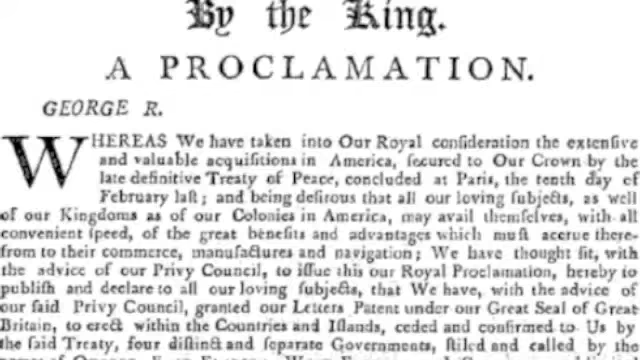 By the King.
A PROCLAMATION.
GEORGE R.
WHEREAS We have taken into Our Royal conſideration the extenſive
and valuable acquiſitions in America, ſecured to Our Crown by the
late definitive Treaty of Peace, concluded at Paris, the tenth day of
February laſt; and being deſirous that all our loving ſubjects, as well
of our Kingdoms as of our Colonies in America, may avail themſelves, with all
convenient ſpeed, of the great benefits and advantages which muſt accrue there-
from to their commerce, manufactures and navigation; We have thought fit, with
the advice of our Privy Council, to iſſue this our Royal Proclamation, hereby to
publiſh and declare to all our loving ſubjects, that We have, with the advice of
our ſaid Privy Council, granted our Letters Patent under our Great Seal of Great
Britain, to erect within the Countries and Iſlands, ceded and confirmed to Us by
the ſaid Treaty, four diſtinct and ſeparate Governments, ſtiled and called by the